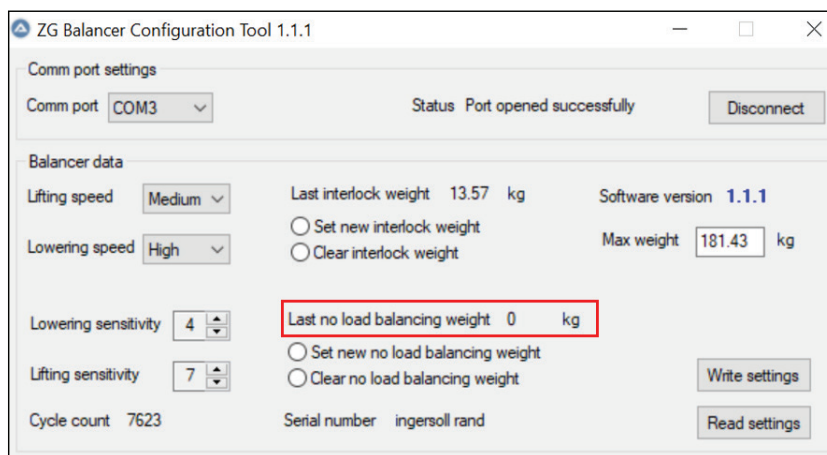 ZG Balancer Configuration Tool 1.1.1
Comm port settings
Comm port COM3 Status Port opened successfully Disconnect
Balancer data
Lifting speed Medium Last interlock weight 13.57 kg Software version 1.1.1
Set new interlock weight
Lowering speed High Clear interlock weight Max weight 181.43 kg
Lowering sensitivity 4 Last no load balancing weight 0 kg
Set new no load balancing weight
Lifting sensitivity 7 Clear no load balancing weight Write settings
Cycle count 7623 Serial number ingersoll rand Read settings